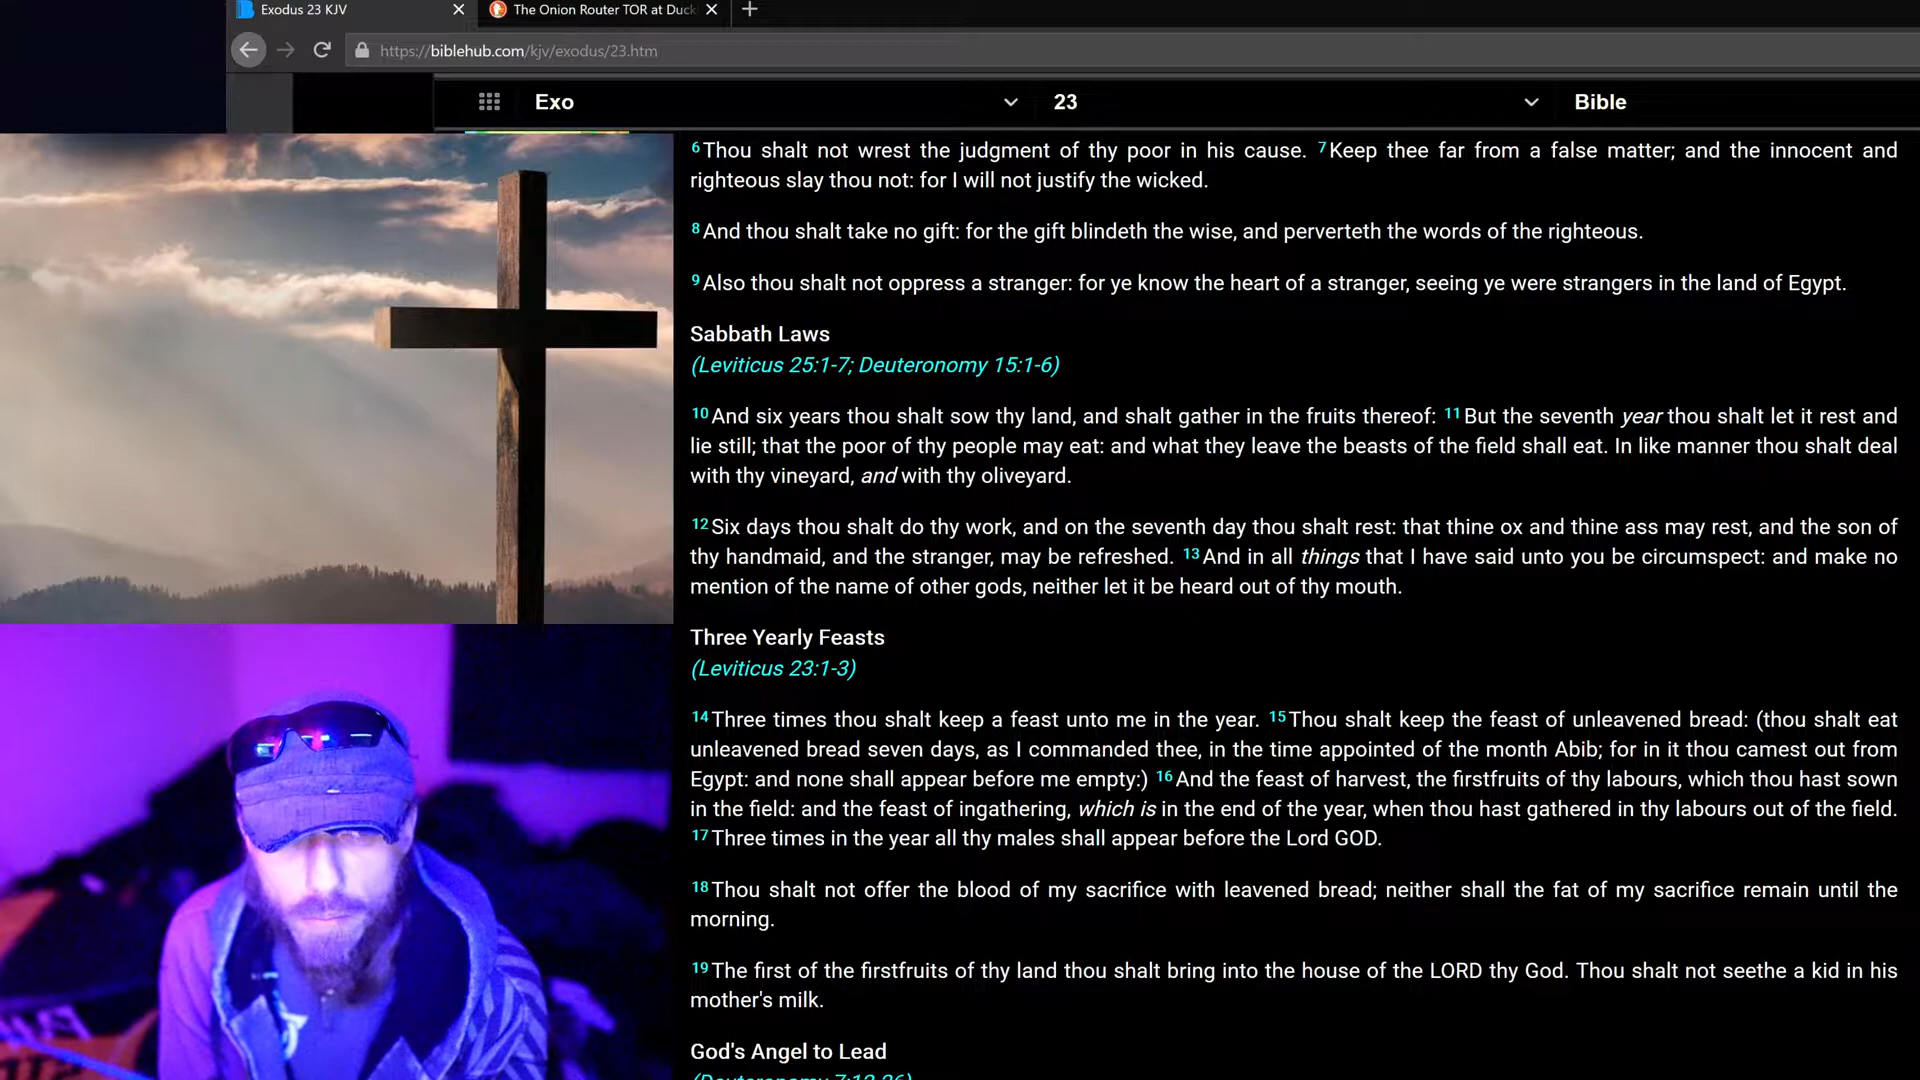 Exodus 23 KJV
The Onion Router TOR at Duck
https://biblehub.com/kjv/exodus/23.htm
Exo 23 Bible
6Thou shalt not wrest the judgment of thy poor in his cause. 7Keep thee far from a false matter; and the innocent and
righteous slay thou not: for I will not justify the wicked.
8And thou shalt take no gift: for the gift blindeth the wise, and perverteth the words of the righteous.
9Also thou shalt not oppress a stranger: for ye know the heart of a stranger, seeing ye were strangers in the land of Egypt.
Sabbath Laws
(Leviticus 25:1-7; Deuteronomy 15:1-6)
10And six years thou shalt sow thy land, and shalt gather in the fruits thereof: 11But the seventh year thou shalt let it rest and
lie still; that the poor of thy people may eat: and what they leave the beasts of the field shall eat. In like manner thou shalt deal
with thy vineyard, and with thy oliveyard.
12Six days thou shalt do thy work, and on the seventh day thou shalt rest: that thine ox and thine ass may rest, and the son of
thy handmaid, and the stranger, may be refreshed. 13And in all things that I have said unto you be circumspect: and make no
mention of the name of other gods, neither let it be heard out of thy mouth.
Three Yearly Feasts
(Leviticus 23:1-3)
14Three times thou shalt keep a feast unto me in the year. 15Thou shalt keep the feast of unleavened bread: (thou shalt eat
unleavened bread seven days, as I commanded thee, in the time appointed of the month Abib; for in it thou camest out from
Egypt: and none shall appear before me empty:) 16And the feast of harvest, the firstfruits of thy labours, which thou hast sown
in the field: and the feast of ingathering, which is in the end of the year, when thou hast gathered in thy labours out of the field.
17Three times in the year all thy males shall appear before the Lord GOD.
18Thou shalt not offer the blood of my sacrifice with leavened bread; neither shall the fat of my sacrifice remain until the
morning.
19The first of the firstfruits of thy land thou shalt bring into the house of the LORD thy God. Thou shalt not seethe a kid in his
mother's milk.
God's Angel to Lead
(Deuteronomy 7:12-26)